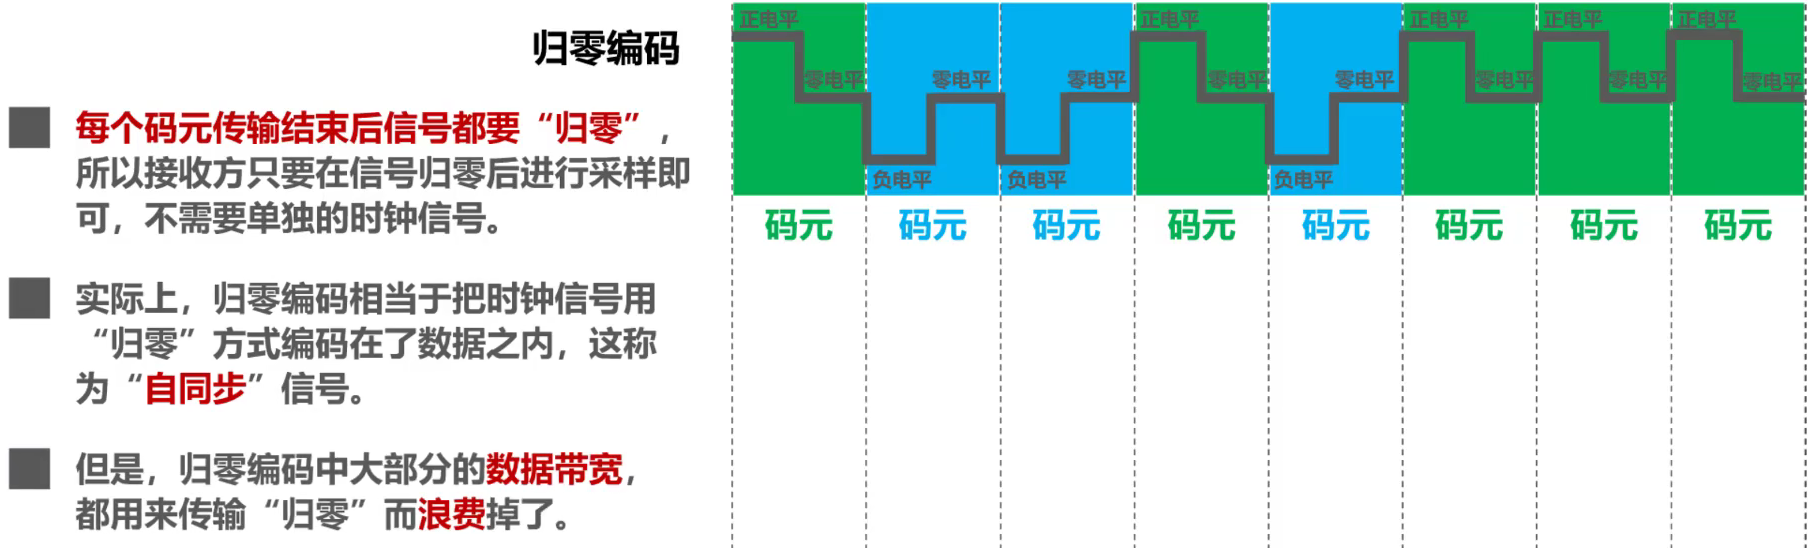 归零编码
每个码元传输结束后信号都要“归零”，
所以接收方只要在信号归零后进行采样即
可，不需要单独的时钟信号。
实际上，归零编码相当于把时钟信号用
“归零”方式编码在了数据之内，这称
为“自同步”信号。
但是，归零编码中大部分的数据带宽，
都用来传输“归零”而浪费掉了。
正电平 正电平 正电平 正电平 正电平
零电平 零电平 零电平 零电平 零电平 零电平 零电平 零电平
负电平 负电平 负电平
码元 码元 码元 码元 码元 码元 码元 码元